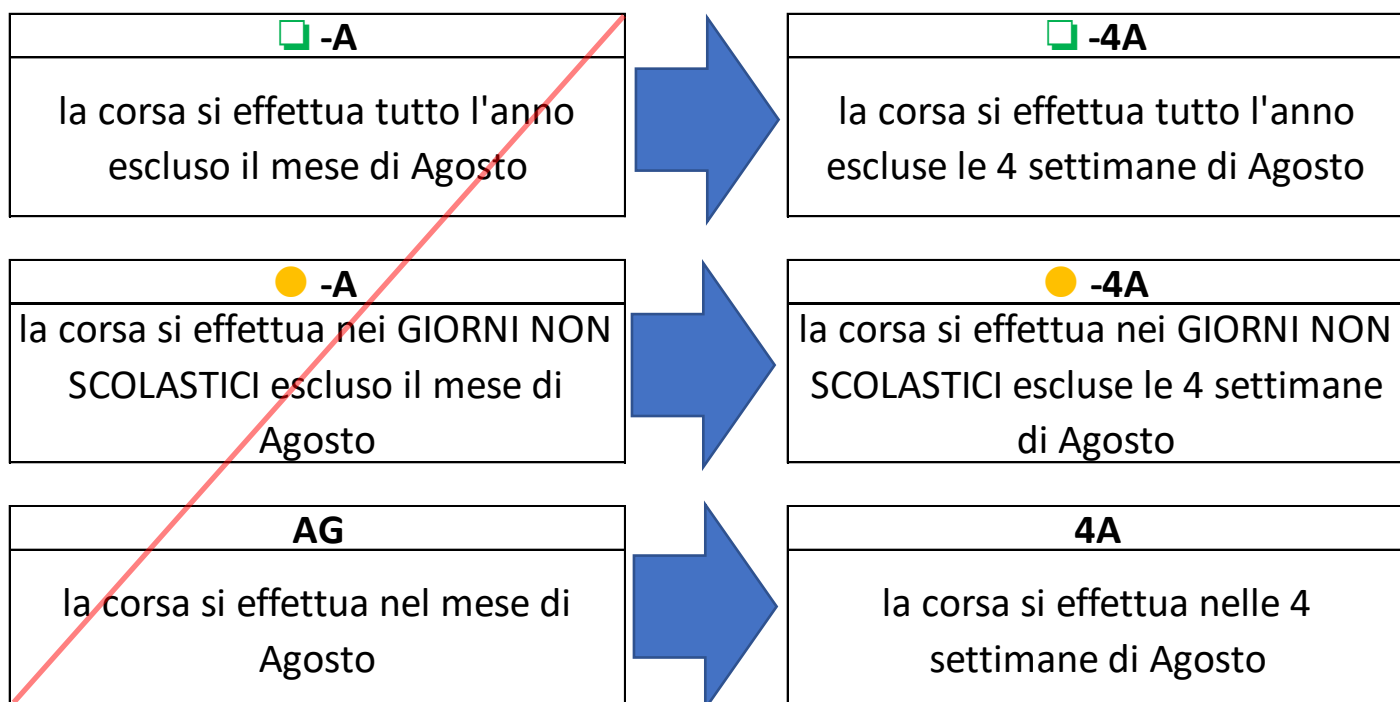 ❏ -A
la corsa si effettua tutto l'anno
escluso il mese di Agosto
❏ -4A
la corsa si effettua tutto l'anno
escluse le 4 settimane di Agosto
● -A
la corsa si effettua nei GIORNI NON
SCOLASTICI escluso il mese di
Agosto
● -4A
la corsa si effettua nei GIORNI NON
SCOLASTICI escluse le 4 settimane
di Agosto
AG
la corsa si effettua nel mese di
Agosto
4A
la corsa si effettua nelle 4
settimane di Agosto